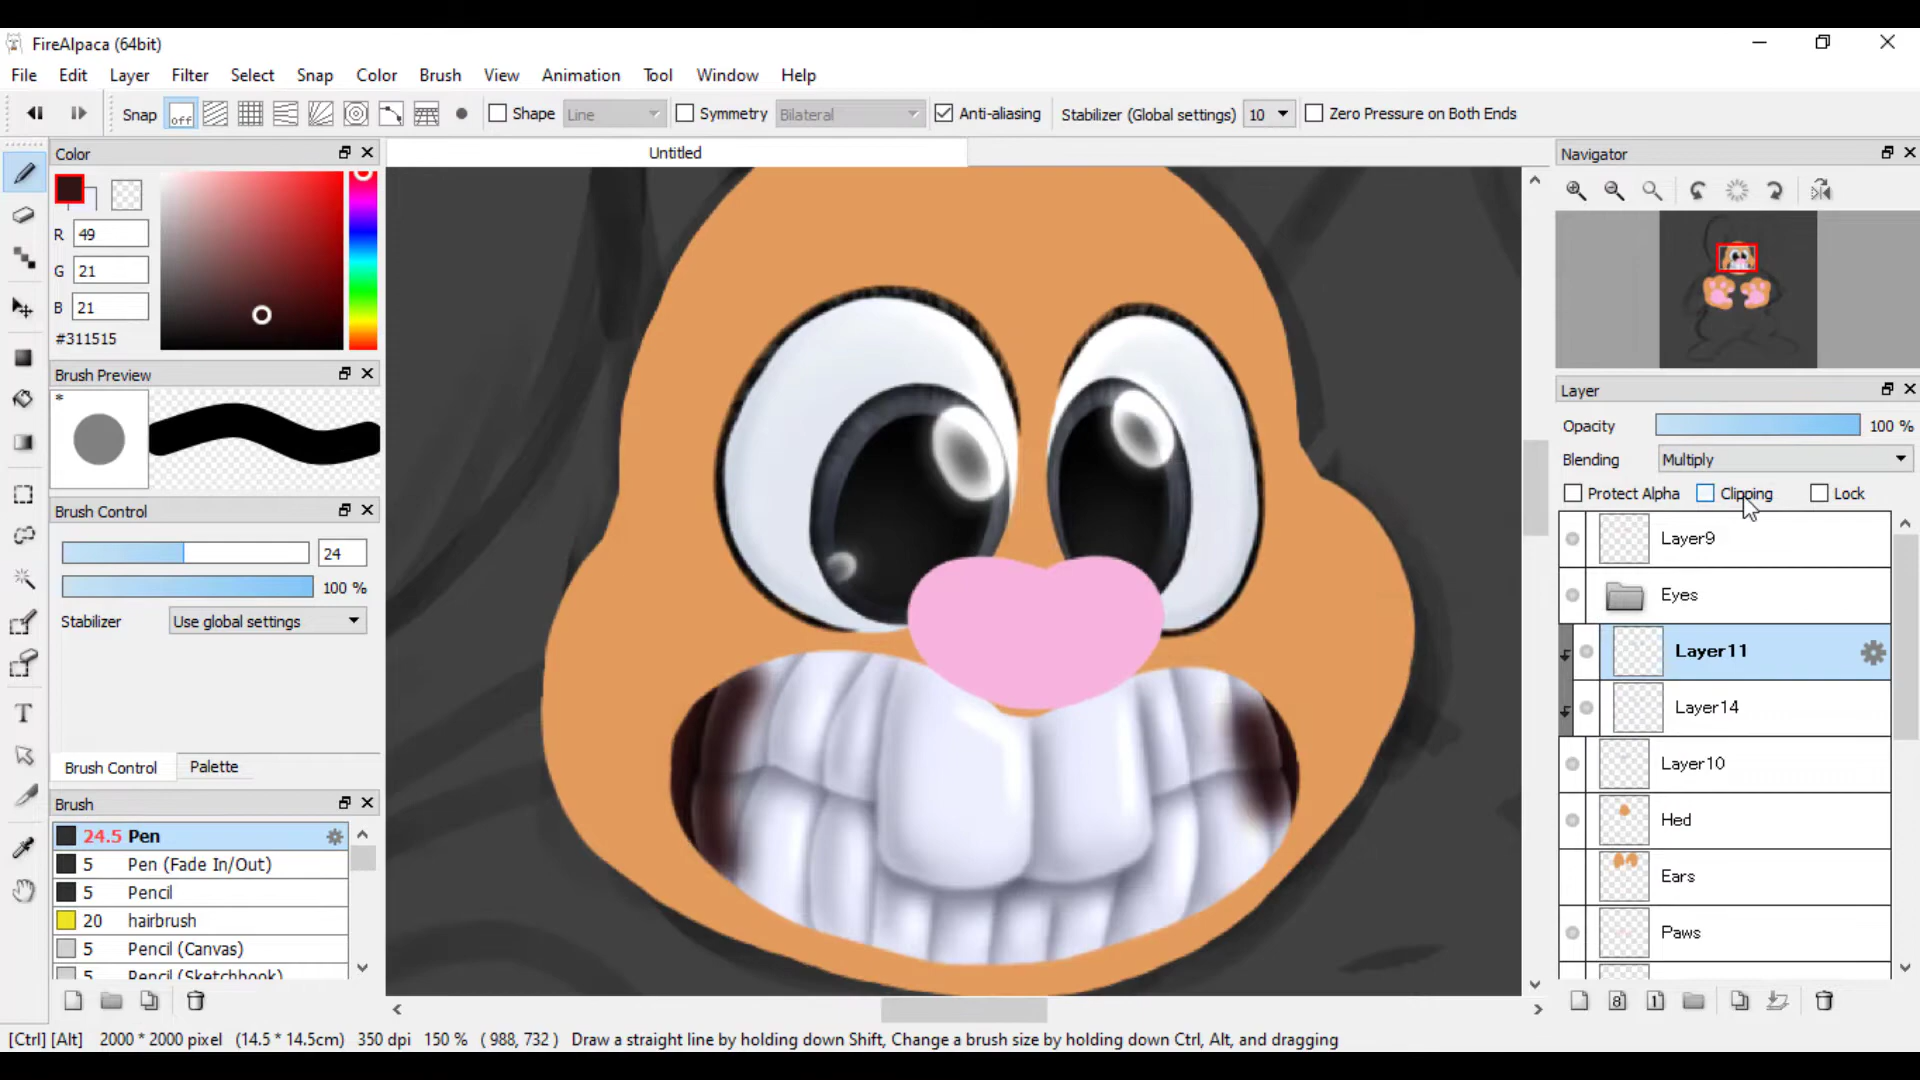 FireAlpaca (64bit)
File Edit Layer Filter Select Snap Color Brush View Animation Tool Window Help
Snap off Shape Line Symmetry Bilateral Anti-aliasing Stabilizer (Global settings) 10 Zero Pressure on Both Ends
Color
R 49
G 21
B 21
#311515
Brush Preview
*
Brush Control
24
100 %
Stabilizer Use global settings
Brush Control Palette
Brush
24.5 Pen
5 Pen (Fade In/Out)
5 Pencil
20 hairbrush
5 Pencil (Canvas)
5 Pencil (Sketchbook)
Untitled
Navigator
Layer
Opacity 100 %
Blending Multiply
Protect Alpha Clipping Lock
Layer9
Eyes
Layer11
Layer14
Layer10
Hed
Ears
Paws
8 1
[Ctrl] [Alt] 2000 * 2000 pixel (14.5 * 14.5cm) 350 dpi 150 % ( 988, 732 ) Draw a straight line by holding down Shift, Change a brush size by holding down Ctrl, Alt, and dragging